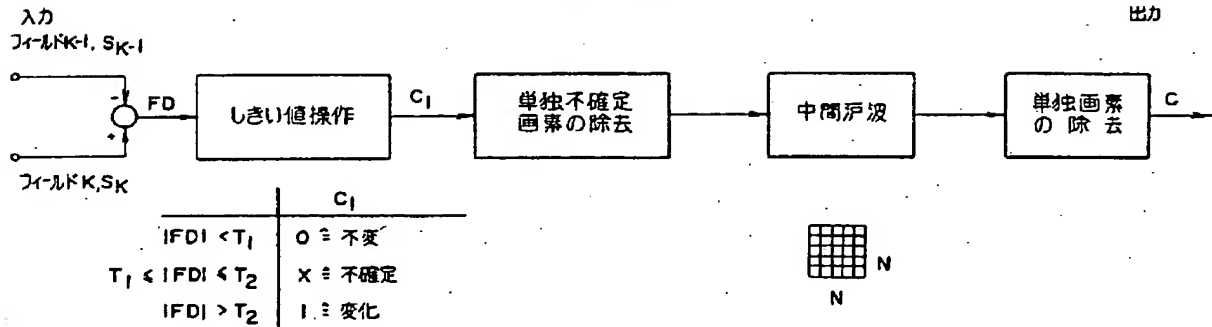 入力
出力
フィールドK-1, SK-1
-
+
FD
しきい値操作
C1
単独不確定
画素の除去
中間戸波
単独画素
の除去
C
フィールドK,SK
C1
|FD| < T1 0 ≙ 不変
T1 ≤ |FD| ≤ T2 X ≙ 不確定
|FD| > T2 1 ≙ 変化
N
N